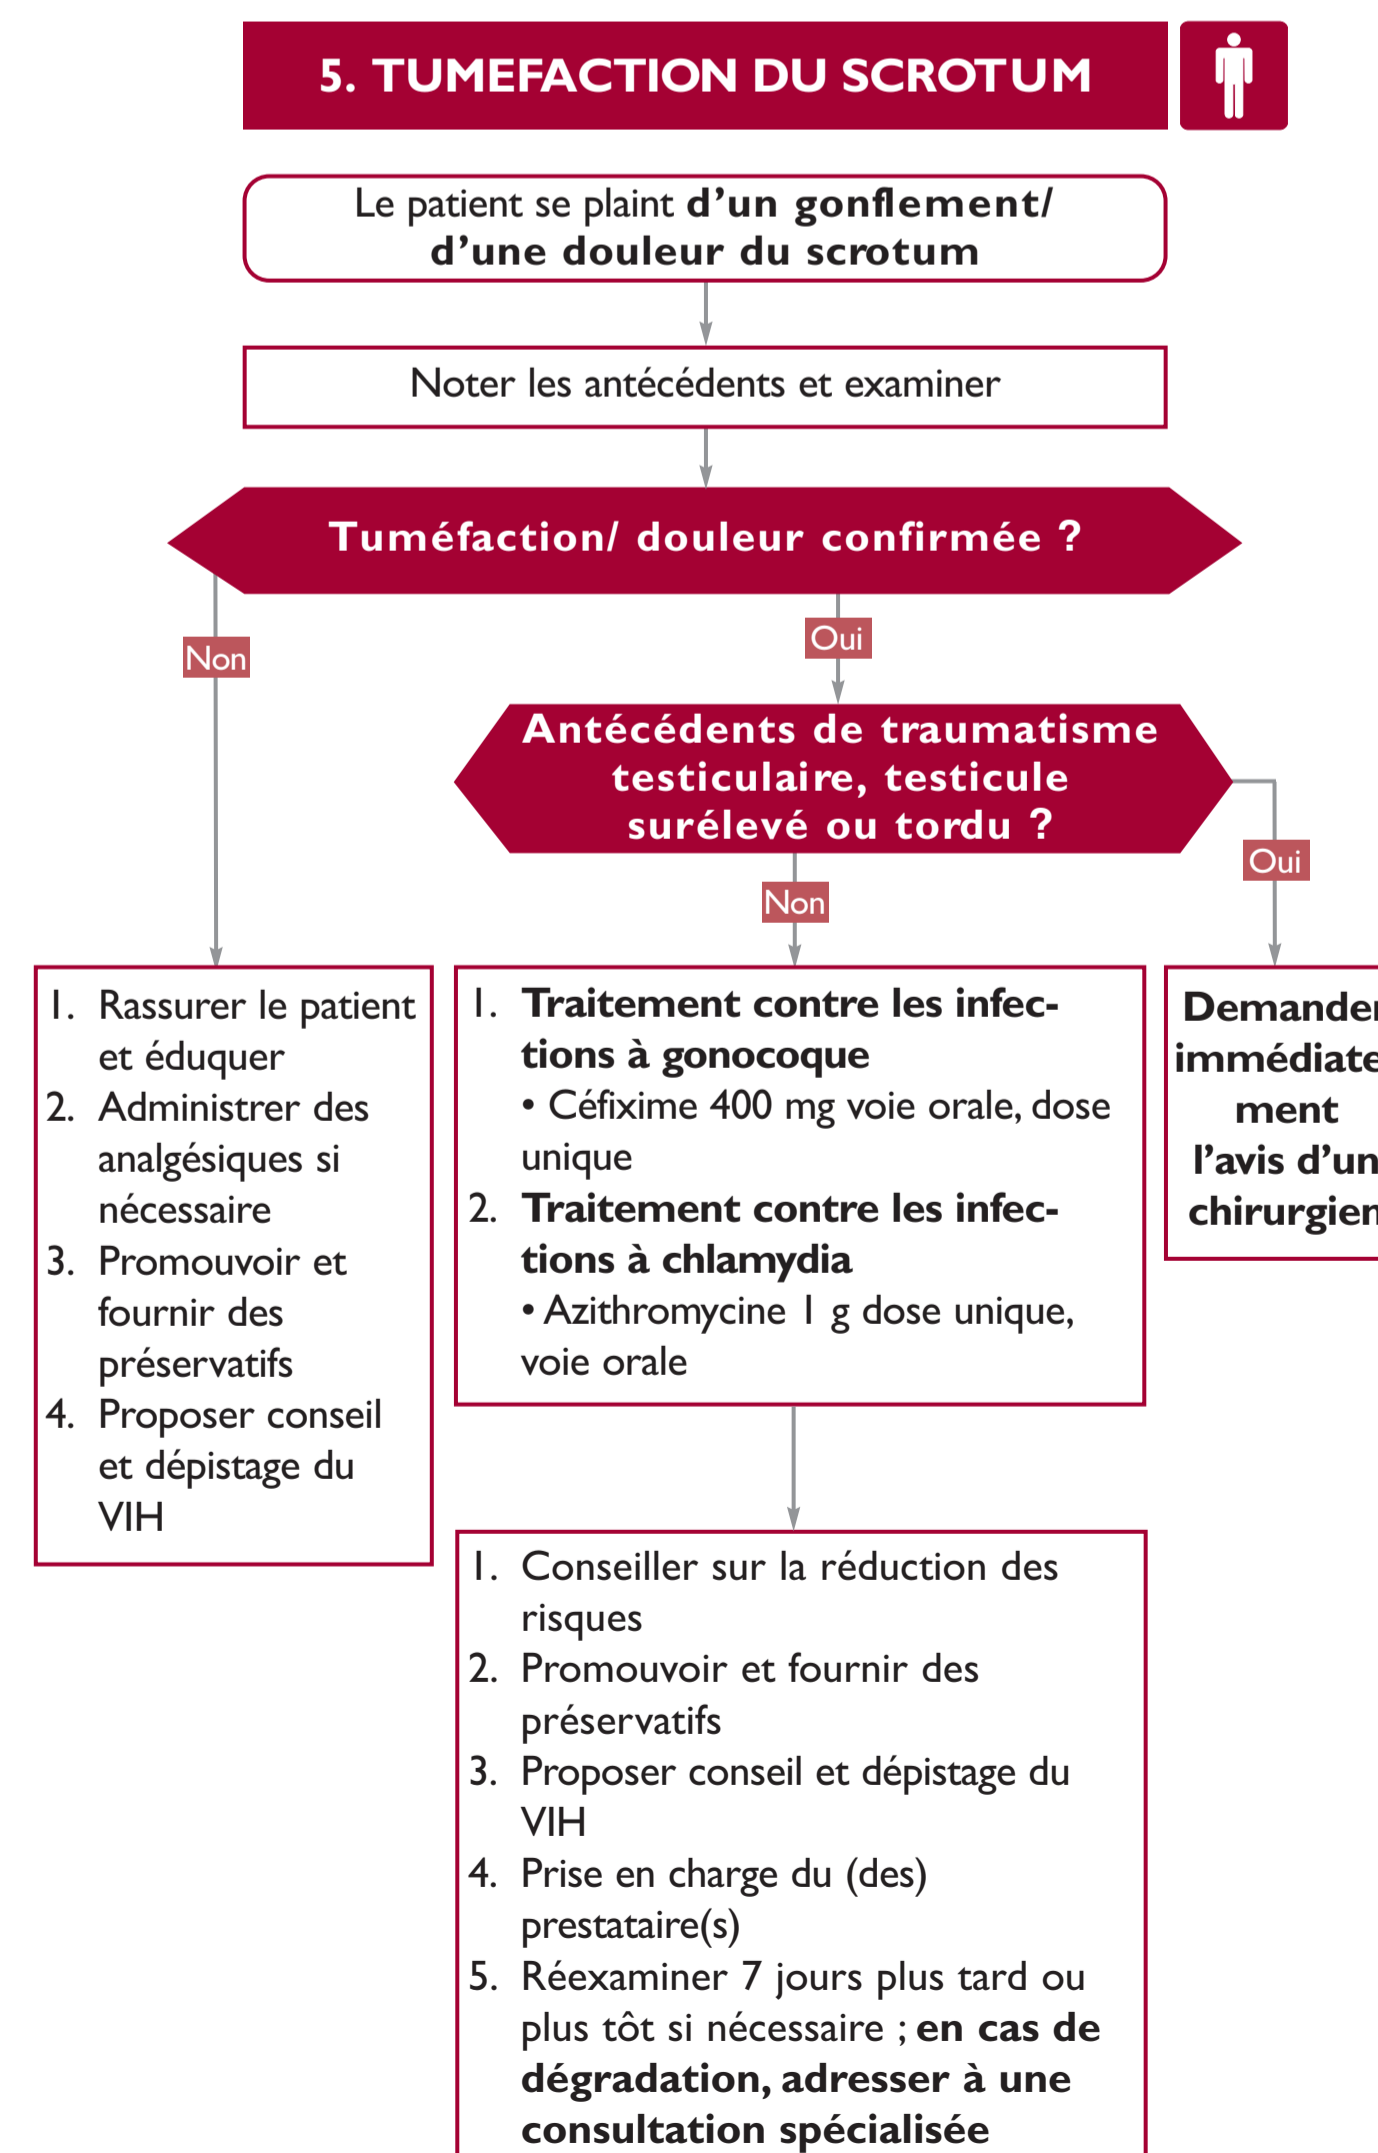 5. TUMEFACTION DU SCROTUM
Le patient se plaint d’un gonflement/
d’une douleur du scrotum
Noter les antécédents et examiner
Tuméfaction/ douleur confirmée ?
Non
Oui
Antécédents de traumatisme
testiculaire, testicule
surélevé ou tordu ?
Non
Oui
1. Rassurer le patient
et éduquer
2. Administrer des
analgésiques si
nécessaire
3. Promouvoir et
fournir des
préservatifs
4. Proposer conseil
et dépistage du
VIH
1. Traitement contre les infec-
tions à gonocoque
• Céfixime 400 mg voie orale, dose
unique
2. Traitement contre les infec-
tions à chlamydia
• Azithromycine 1 g dose unique,
voie orale
Demander
immédiate
ment
l’avis d’un
chirurgien
1. Conseiller sur la réduction des
risques
2. Promouvoir et fournir des
préservatifs
3. Proposer conseil et dépistage du
VIH
4. Prise en charge du (des)
prestataire(s)
5. Réexaminer 7 jours plus tard ou
plus tôt si nécessaire ; en cas de
dégradation, adresser à une
consultation spécialisée